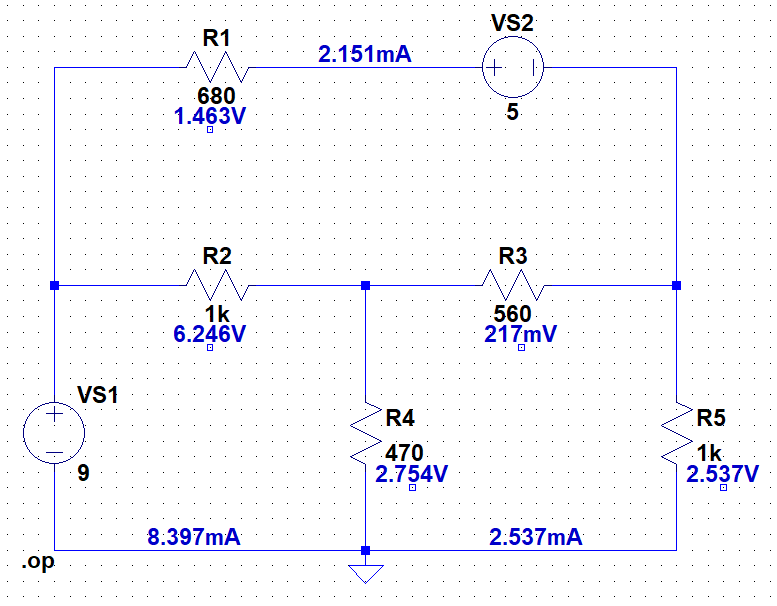 VS2
R1
2.151mA
680
1.463V
5
R2
R3
1k
560
6.246V
217mV
VS1
R4
R5
470
1k
9
2.754V
2.537V
8.397mA
2.537mA
.op